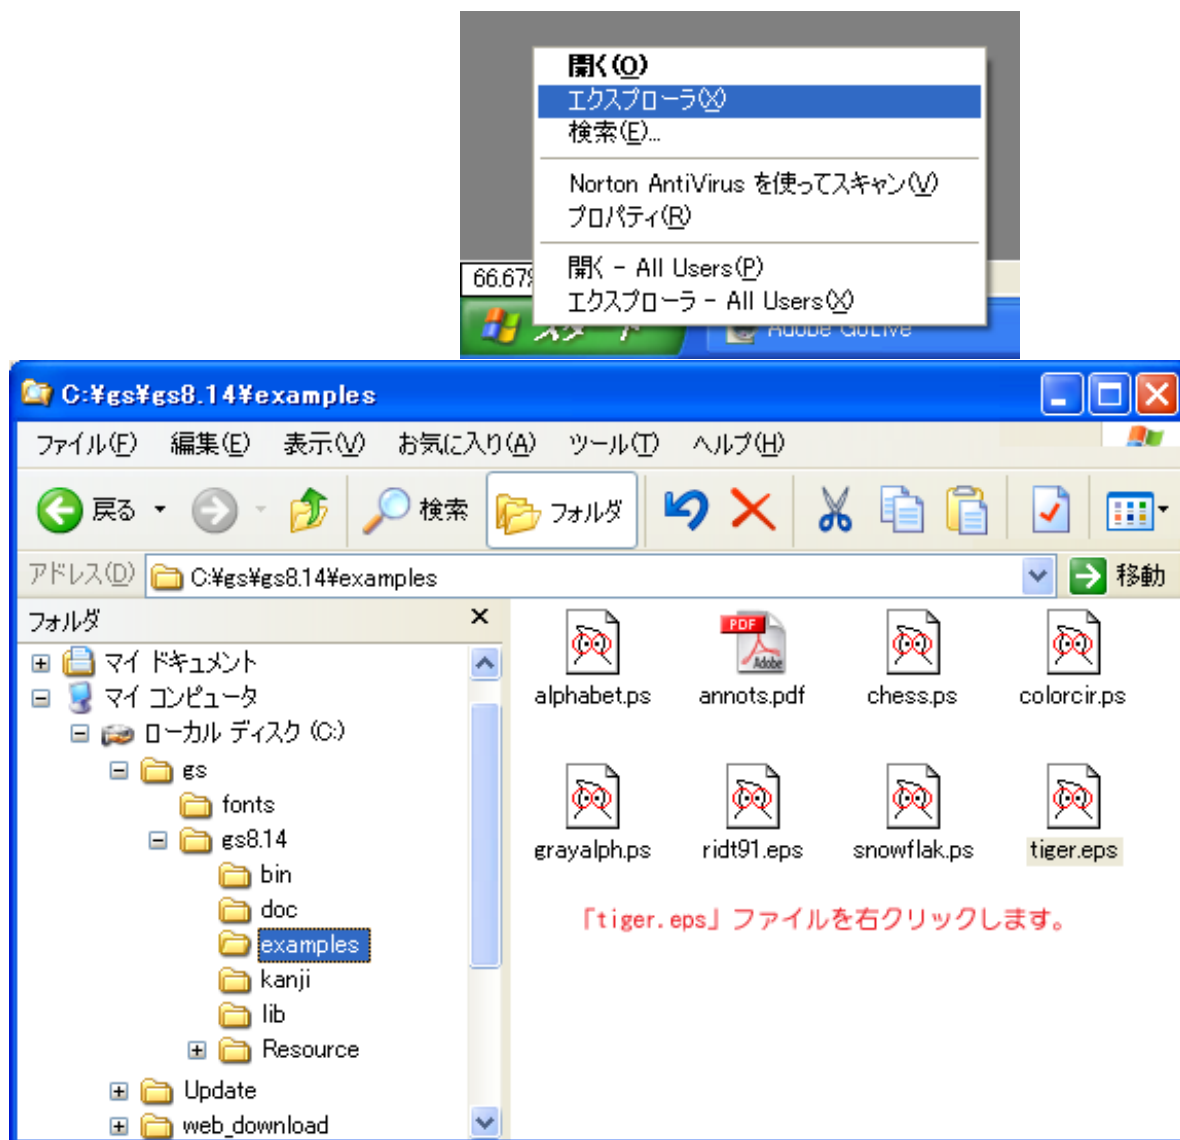 開く(O)
エクスプローラ(X)
検索(E)...
Norton AntiVirus を使ってスキャン(V)
プロパティ(R)
開く - All Users(P)
エクスプローラ - All Users(X)
66.67%
スタート
Adobe GoLive
C:¥gs¥gs8.14¥examples
ファイル(F) 編集(E) 表示(V) お気に入り(A) ツール(T) ヘルプ(H)
戻る 検索 フォルダ
アドレス(D) C:¥gs¥gs8.14¥examples 移動
フォルダ
マイ ドキュメント
マイ コンピュータ
ローカル ディスク (C:)
gs
fonts
gs8.14
bin
doc
examples
kanji
lib
Resource
Update
web_download
PDF
Adobe
alphabet.ps annots.pdf chess.ps colorcir.ps
grayalph.ps ridt91.eps snowflak.ps tiger.eps
「tiger.eps」ファイルを右クリックします。